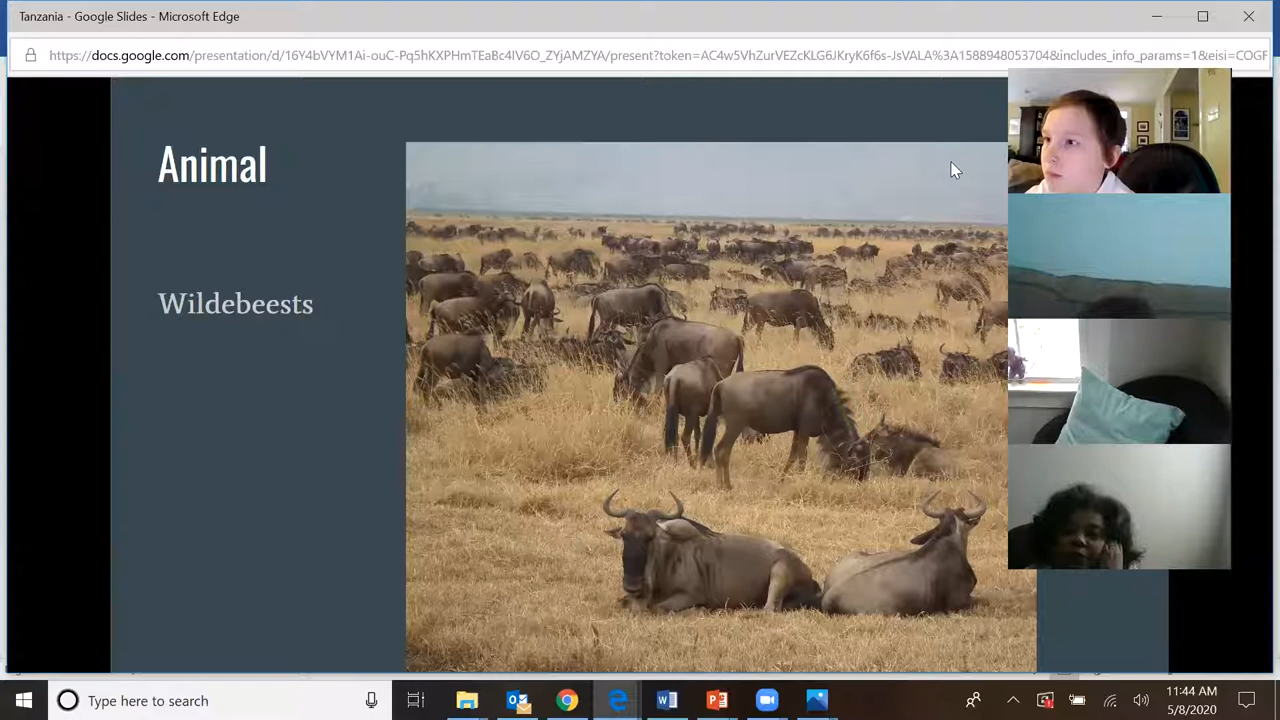 Tanzania - Google Slides - Microsoft Edge
https://docs.google.com/presentation/d/16Y4bVYM1Ai-ouC-Pq5hKXPHmTEaBc4IV6O_ZYjAMZYA/present?token=AC4w5VhZurVEZcKLG6JKryK6f6s-JsVALA%3A1588948053704&includes_info_params=1&eisi=COGF
Animal
Wildebeests
Type here to search
11:44 AM
5/8/2020